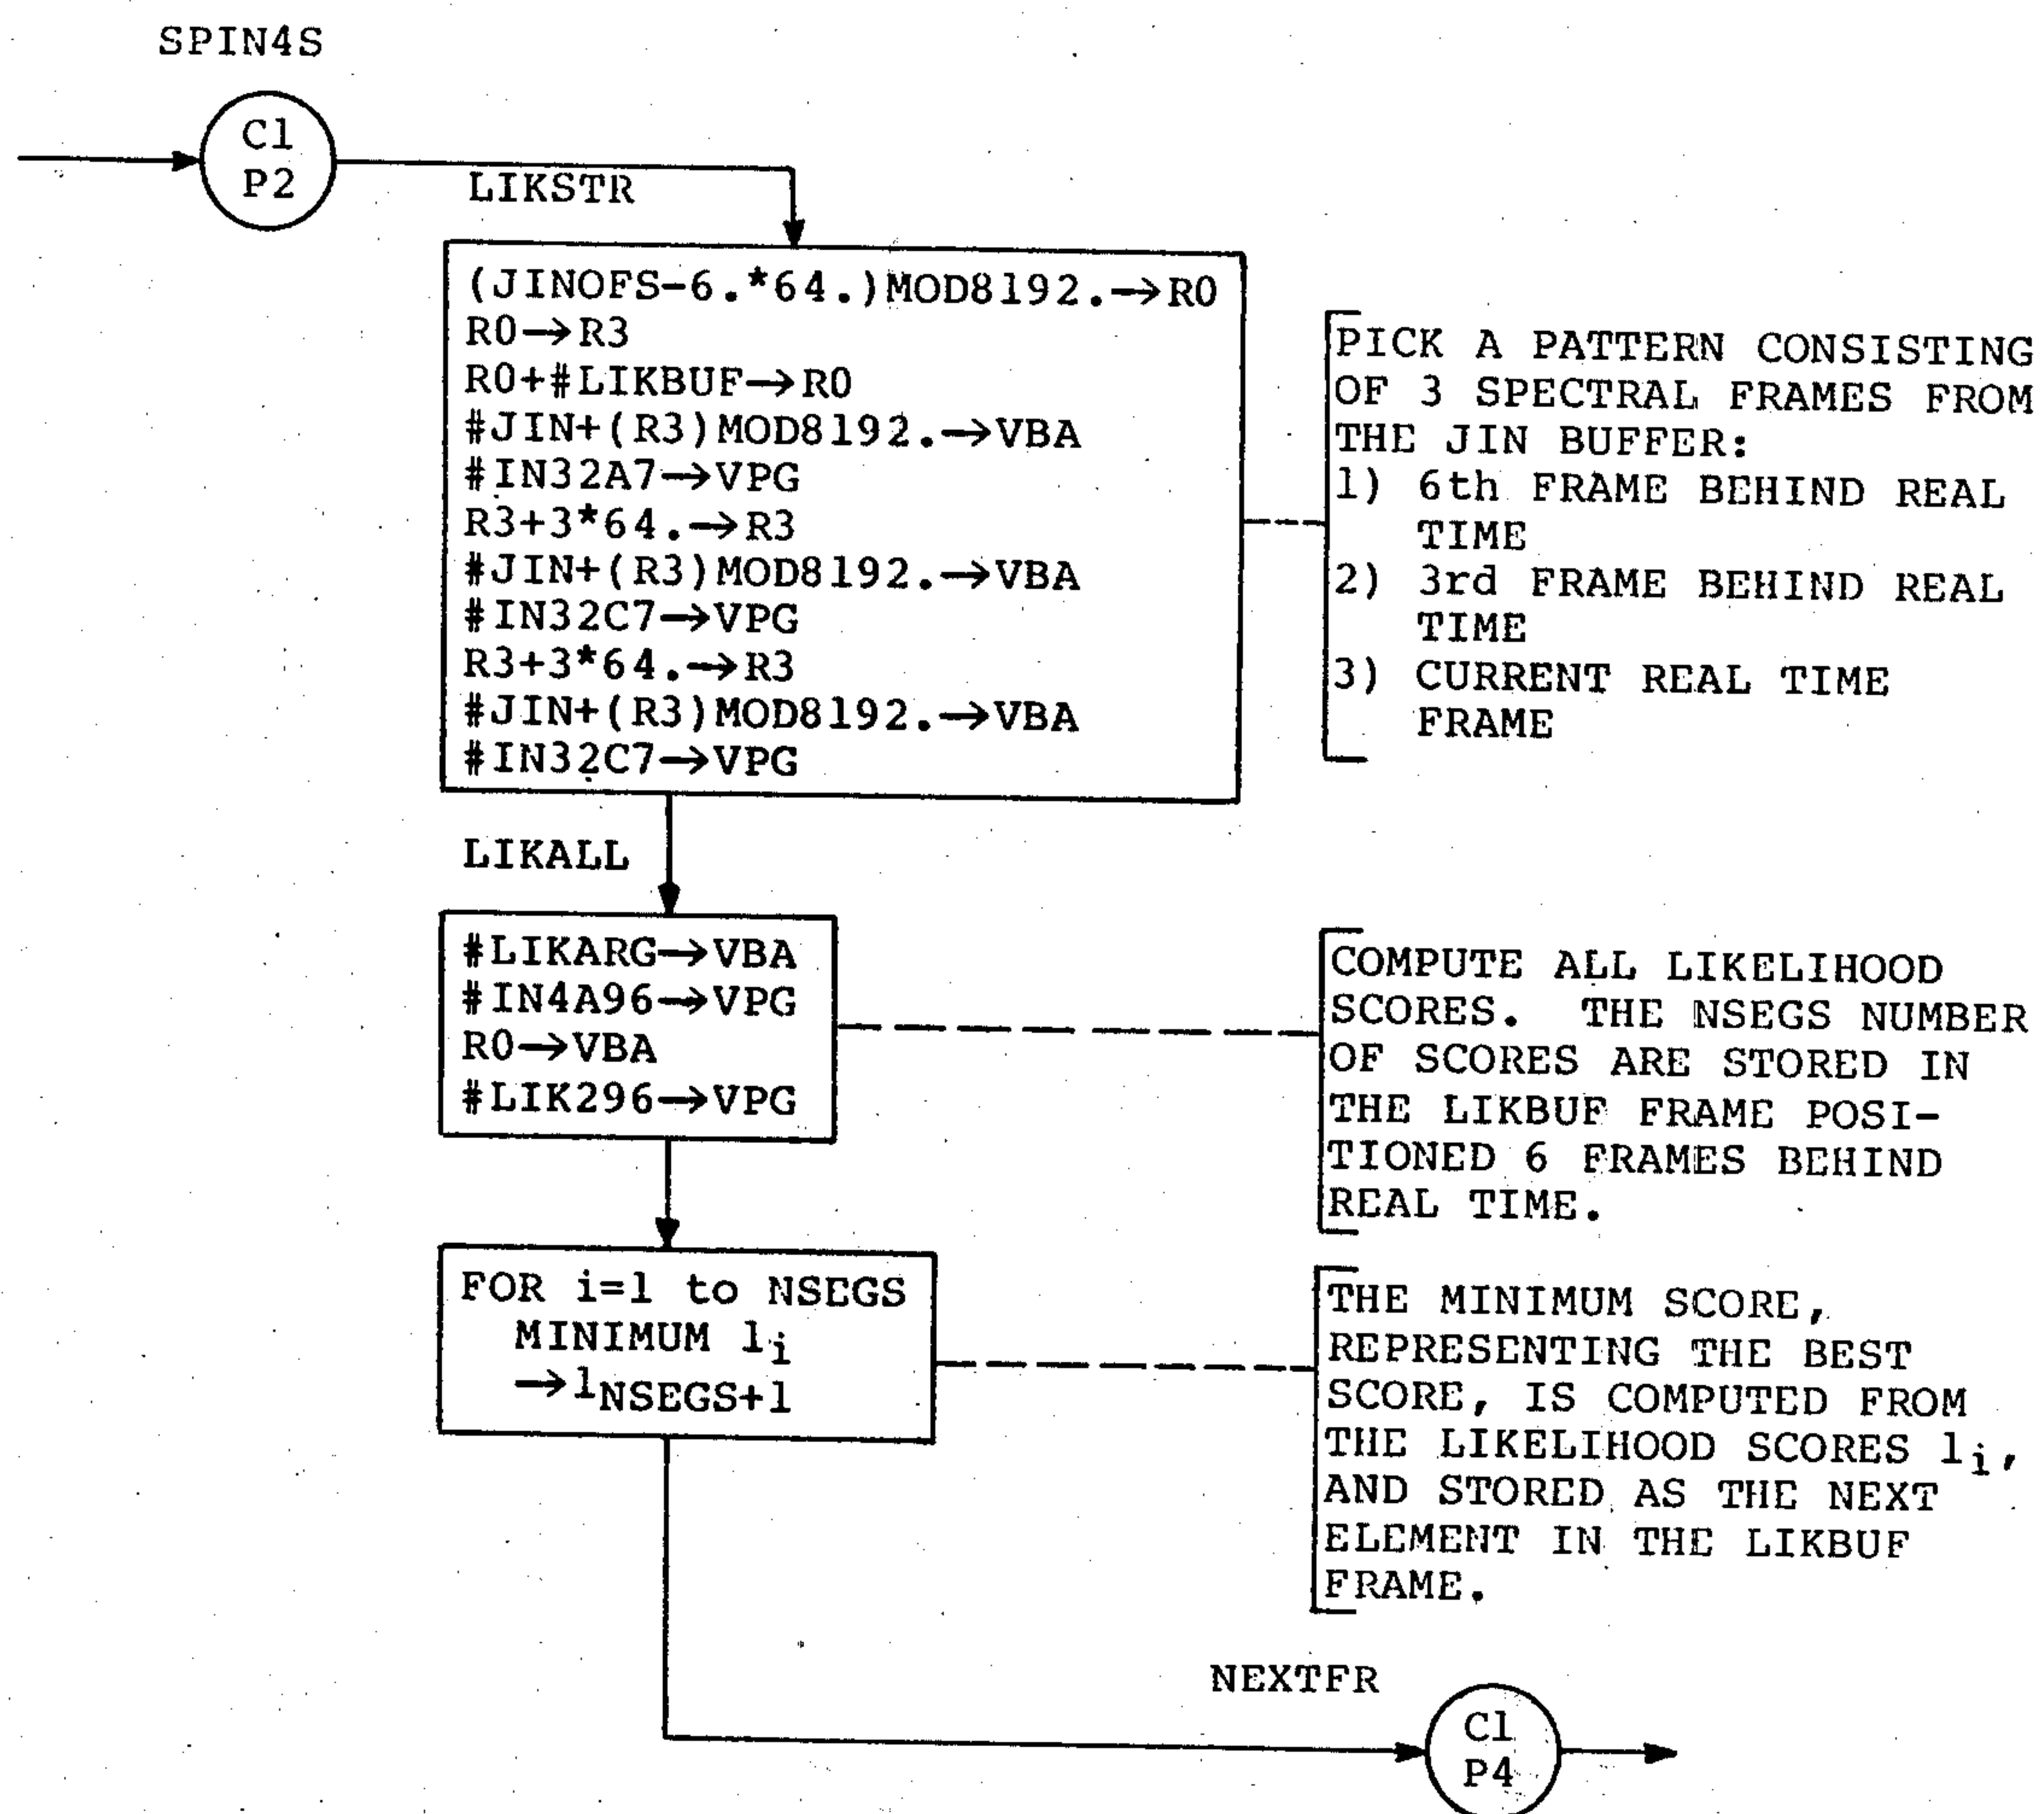 SPIN4S
C1
P2
LIKSTR
(JINOFS-6.*64.)MOD8192.→R0
R0→R3
R0+#LIKBUF→R0
#JIN+(R3)MOD8192.→VBA
#IN32A7→VPG
R3+3*64.→R3
#JIN+(R3)MOD8192.→VBA
#IN32C7→VPG
R3+3*64.→R3
#JIN+(R3)MOD8192.→VBA
#IN32C7→VPG
PICK A PATTERN CONSISTING
OF 3 SPECTRAL FRAMES FROM
THE JIN BUFFER:
1) 6th FRAME BEHIND REAL
TIME
2) 3rd FRAME BEHIND REAL
TIME
3) CURRENT REAL TIME
FRAME
LIKALL
#LIKARG→VBA
#IN4A96→VPG
R0→VBA
#LIK296→VPG
COMPUTE ALL LIKELIHOOD
SCORES. THE NSEGS NUMBER
OF SCORES ARE STORED IN
THE LIKBUF FRAME POSI-
TIONED 6 FRAMES BEHIND
REAL TIME.
FOR i=1 to NSEGS
MINIMUM l_i
→l_NSEGS+1
THE MINIMUM SCORE,
REPRESENTING THE BEST
SCORE, IS COMPUTED FROM
THE LIKELIHOOD SCORES l_i,
AND STORED AS THE NEXT
ELEMENT IN THE LIKBUF
FRAME.
NEXTFR
C1
P4